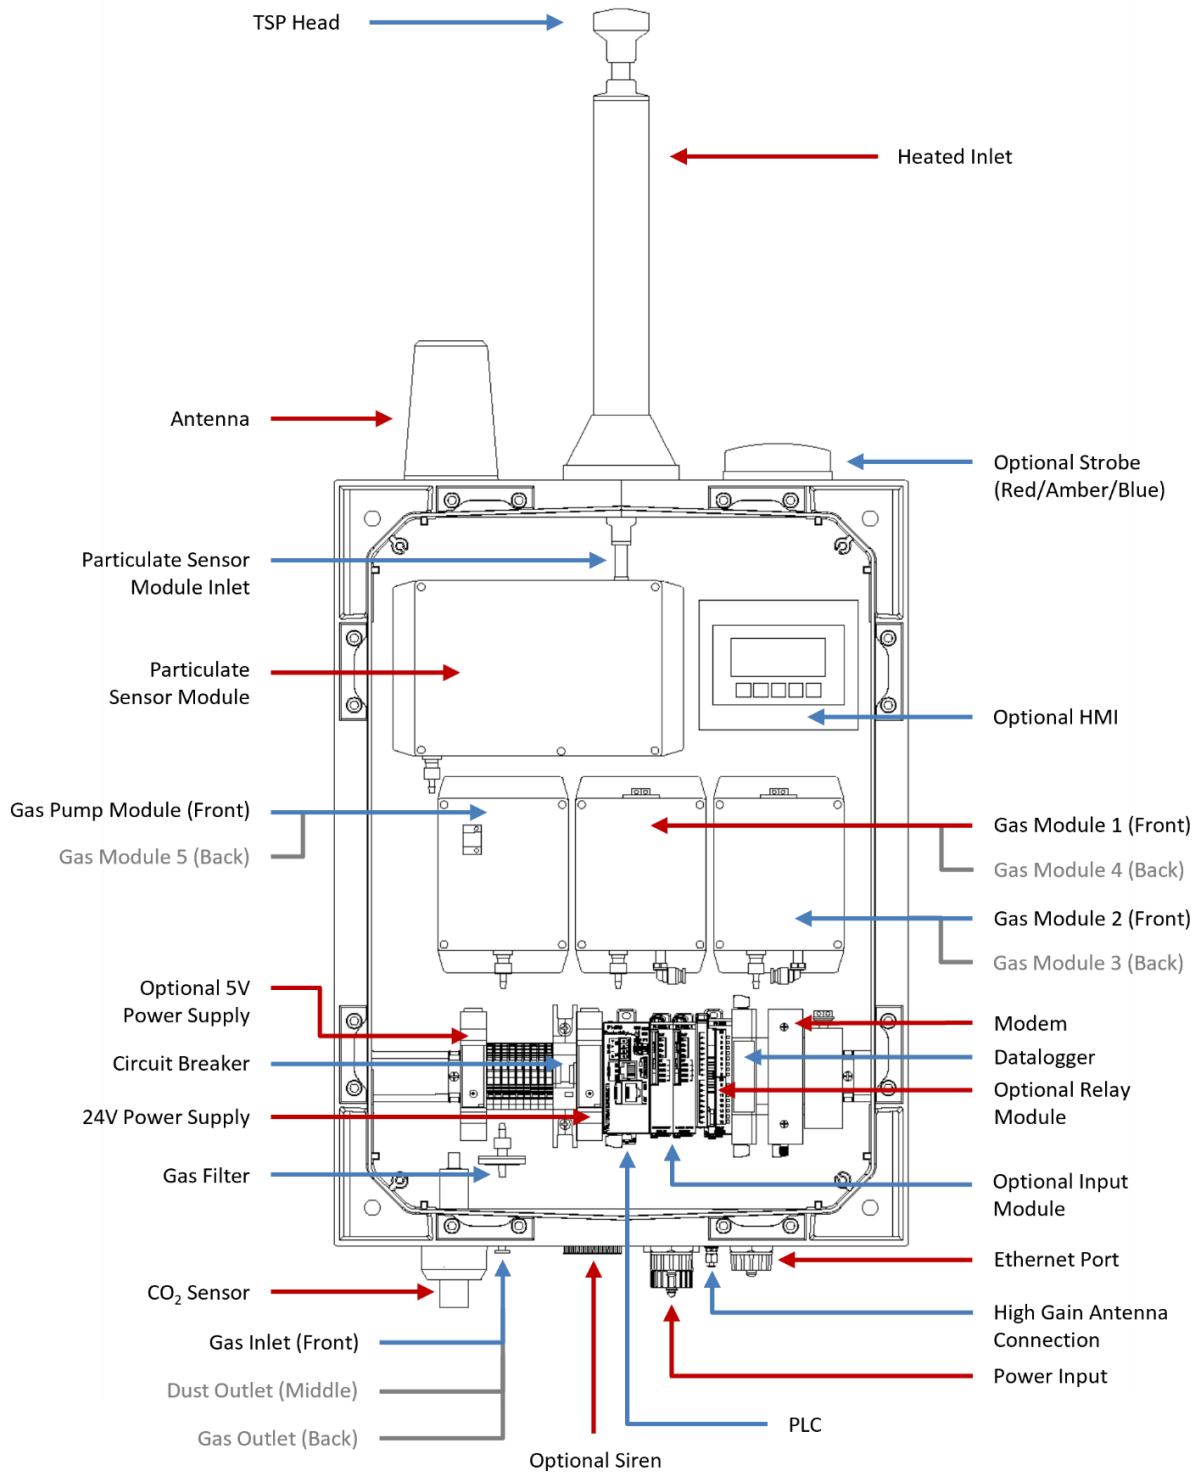 TSP Head
Heated Inlet
Antenna
Optional Strobe
(Red/Amber/Blue)
Particulate Sensor
Module Inlet
Particulate
Sensor Module
Optional HMI
Gas Pump Module (Front)
Gas Module 5 (Back)
Gas Module 1 (Front)
Gas Module 4 (Back)
Gas Module 2 (Front)
Gas Module 3 (Back)
Optional 5V
Power Supply
Circuit Breaker
24V Power Supply
Gas Filter
Modem
Datalogger
Optional Relay
Module
Optional Input
Module
Ethernet Port
CO₂ Sensor
High Gain Antenna
Connection
Gas Inlet (Front)
Dust Outlet (Middle)
Gas Outlet (Back)
Power Input
PLC
Optional Siren